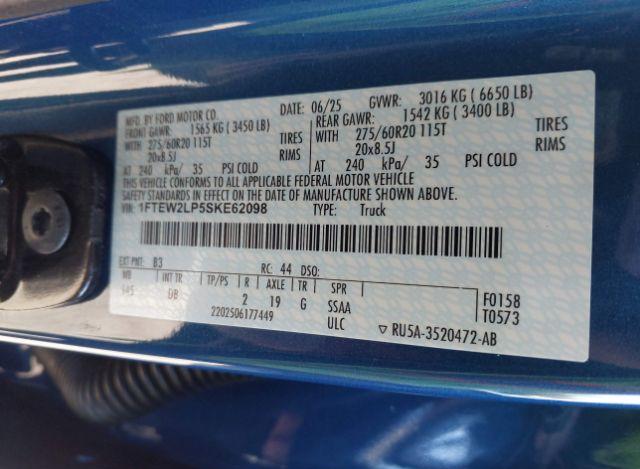 MFD. BY FORD MOTOR CO. DATE: 06/25 GVWR: 3016 KG ( 6650 LB)
FRONT GAWR: 1565 KG ( 3450 LB) REAR GAWR: 1542 KG ( 3400 LB)
WITH 275/60R20 115T TIRES WITH 275/60R20 115T TIRES
20x8.5J RIMS 20x8.5J RIMS
AT 240 kPa/ 35 PSI COLD AT 240 kPa/ 35 PSI COLD
THIS VEHICLE CONFORMS TO ALL APPLICABLE FEDERAL MOTOR VEHICLE
SAFETY STANDARDS IN EFFECT ON THE DATE OF MANUFACTURE SHOWN ABOVE.
VIN: 1FTEW2LP5SKE62098 TYPE: Truck
EXT PNT: B3 RC: 44 DSO:
WB INT TR TP/PS R AXLE TR SPR
145 DB 2 19 G SSAA
F0158
T0573
2202506177449 ULC
RU5A-3520472-AB